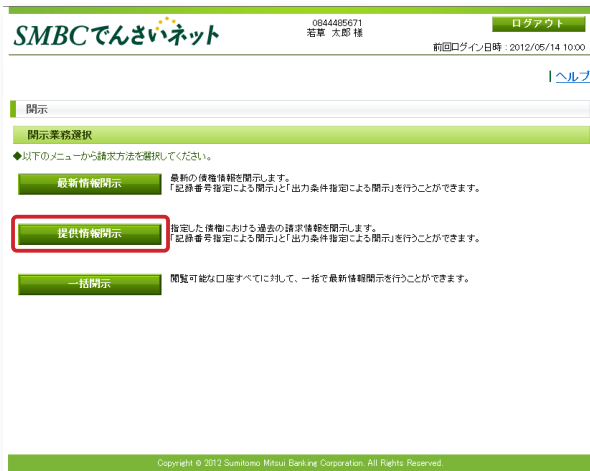 SMBCでんさいネット
0844485671
若草 太郎 様
ログアウト
前回ログイン日時：2012/05/14 10:00
ヘルプ
開示
開示業務選択
◆以下のメニューから請求方法を選択してください。
最新情報開示
最新の債権情報を開示します。
「記録番号指定による開示」と「出力条件指定による開示」を行うことができます。
提供情報開示
指定した債権における過去の請求情報を開示します。
「記録番号指定による開示」と「出力条件指定による開示」を行うことができます。
一括開示
閲覧可能な口座すべてに対して、一括で最新情報開示を行うことができます。
Copyright © 2012 Sumitomo Mitsui Banking Corporation. All Rights Reserved.